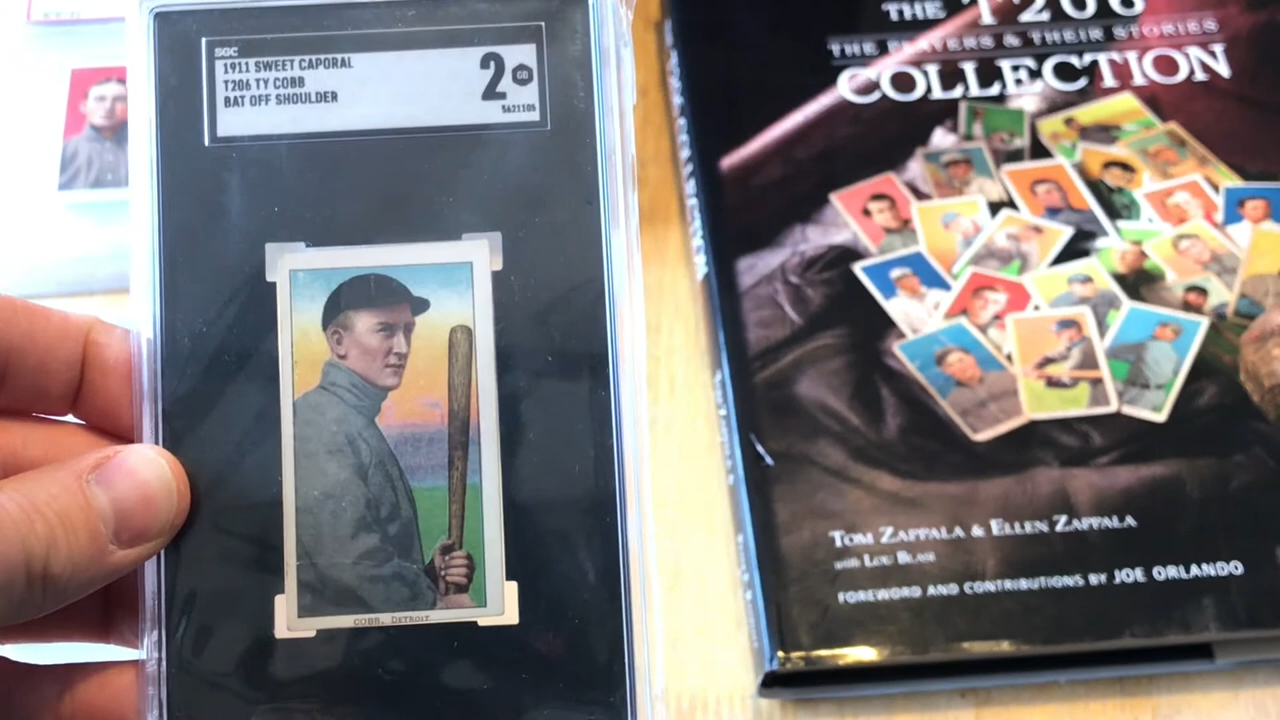 SGC
1911 SWEET CAPORAL
T206 TY COBB
BAT OFF SHOULDER
2
GD
5621105
COBB, DETROIT
THE T206
THE PLAYERS & THEIR STORIES
COLLECTION
TOM ZAPPALA & ELLEN ZAPPALA
with LOU BLASI
FOREWORD AND CONTRIBUTIONS BY JOE ORLANDO